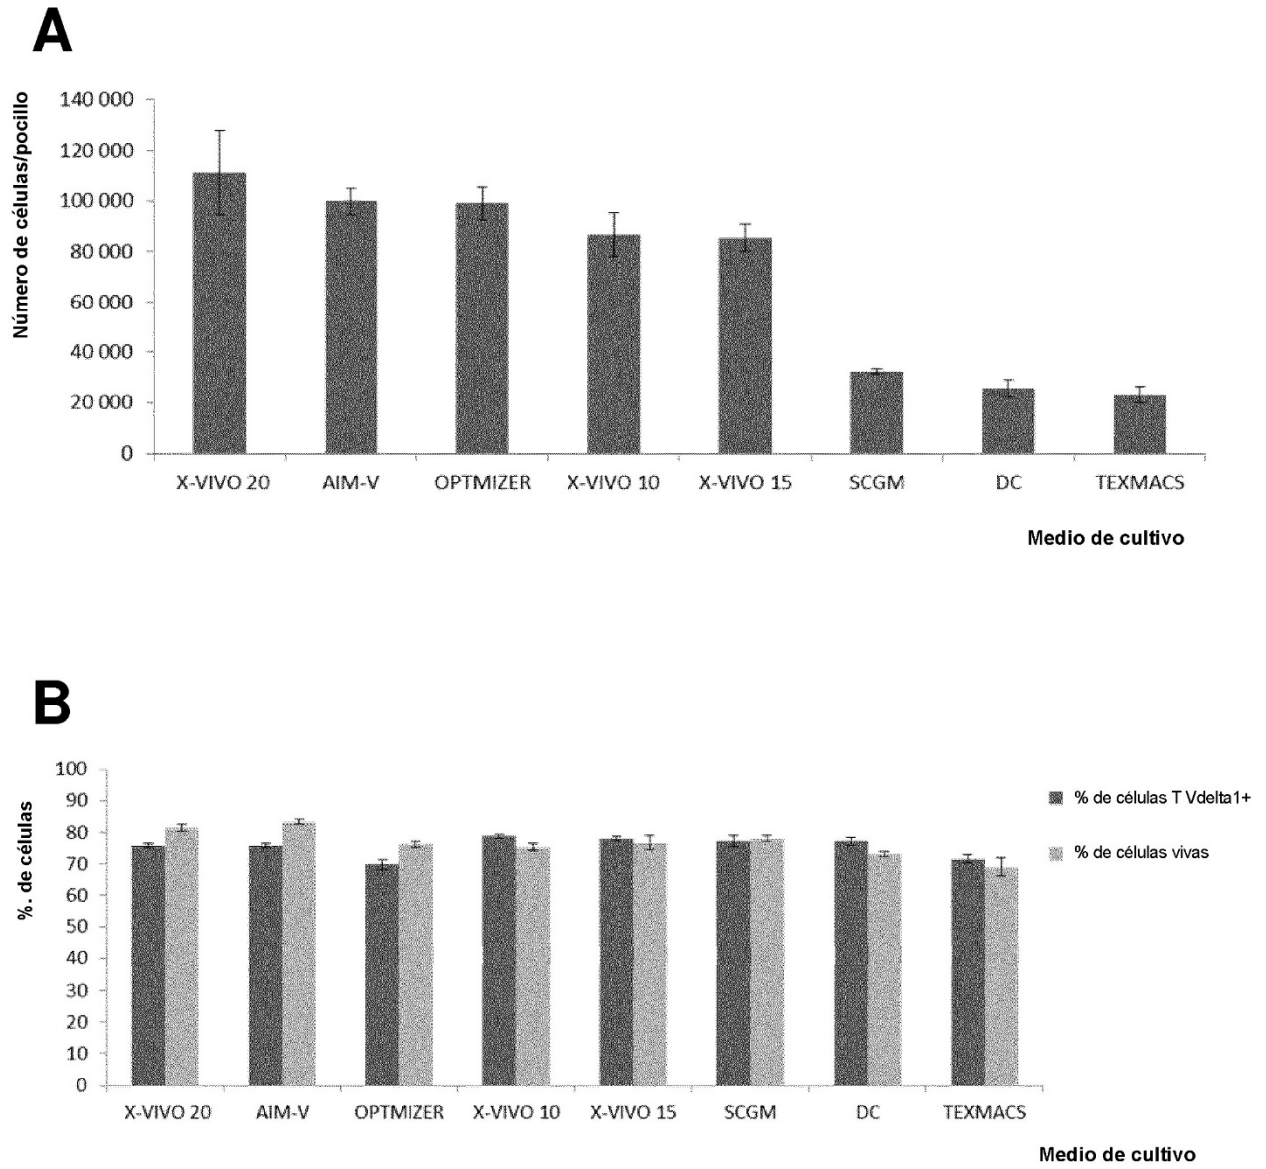 A
Número de células/pocillo
140 000
120 000
100 000
80 000
60 000
40 000
20 000
0
X-VIVO 20 AIM-V OPTMIZER X-VIVO 10 X-VIVO 15 SCGM DC TEXMACS
Medio de cultivo
B
%. de células
100
90
80
70
60
50
40
30
20
10
0
% de células T Vdelta1+
% de células vivas
X-VIVO 20 AIM-V OPTMIZER X-VIVO 10 X-VIVO 15 SCGM DC TEXMACS
Medio de cultivo